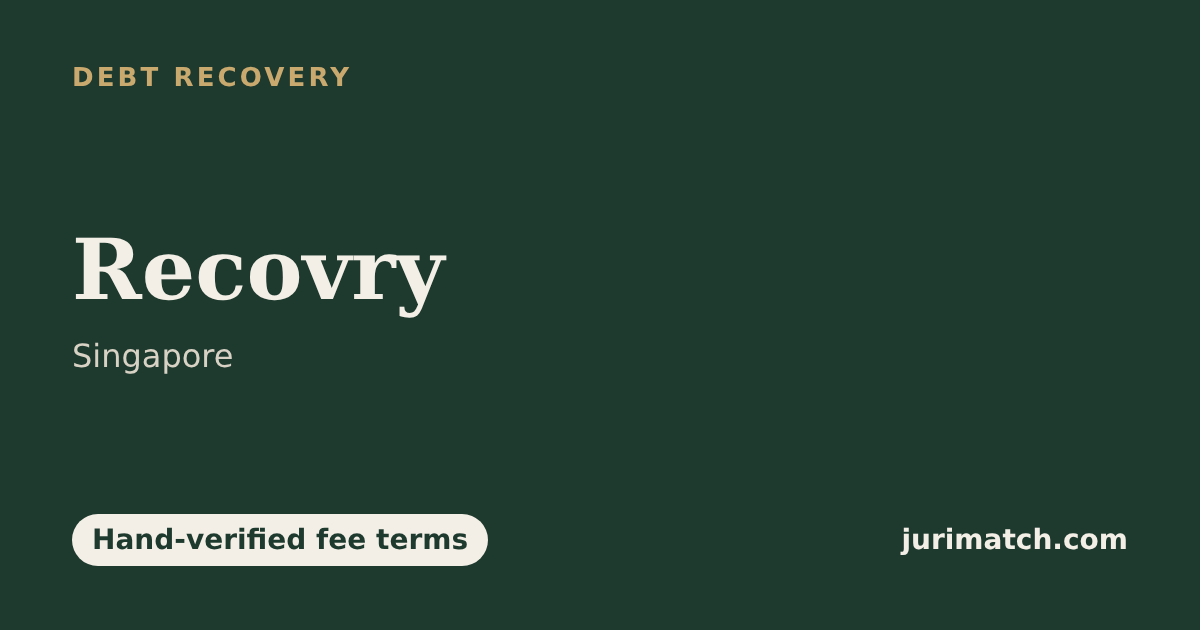 DEBT RECOVERY
Recovry
Singapore
Hand-verified fee terms
jurimatch.com